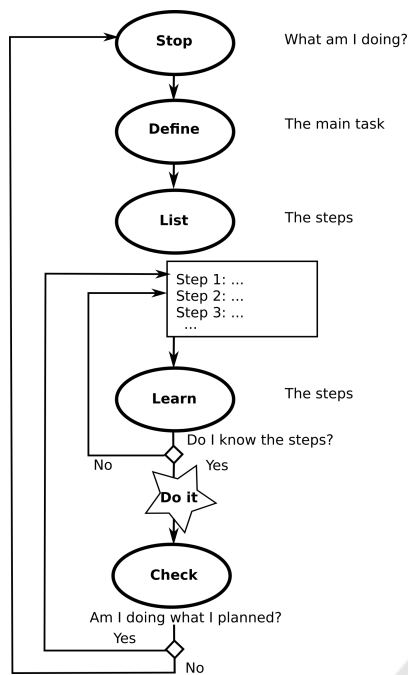 Stop
What am I doing?
Define
The main task
List
The steps
Step 1: ...
Step 2: ...
Step 3: ...
...
Learn
The steps
Do I know the steps?
No
Yes
Do it
Check
Am I doing what I planned?
Yes
No